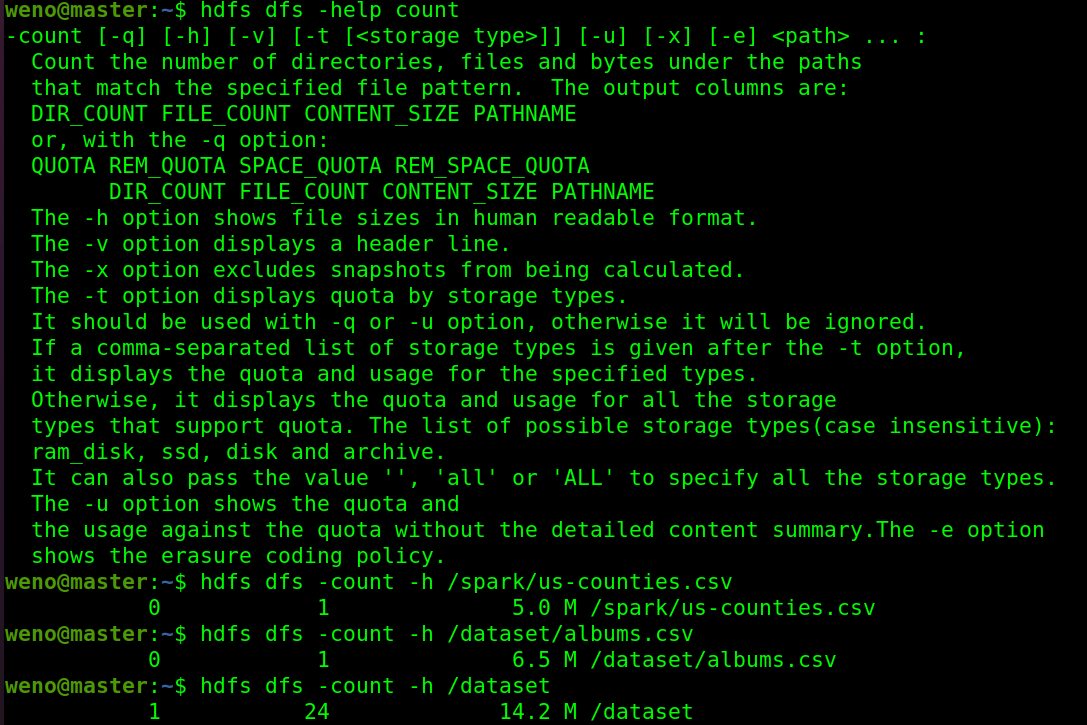 weno@master:~$ hdfs dfs -help count
-count [-q] [-h] [-v] [-t [<storage type>]] [-u] [-x] [-e] <path> ... :
  Count the number of directories, files and bytes under the paths
  that match the specified file pattern.  The output columns are:
  DIR_COUNT FILE_COUNT CONTENT_SIZE PATHNAME
  or, with the -q option:
  QUOTA REM_QUOTA SPACE_QUOTA REM_SPACE_QUOTA
        DIR_COUNT FILE_COUNT CONTENT_SIZE PATHNAME
  The -h option shows file sizes in human readable format.
  The -v option displays a header line.
  The -x option excludes snapshots from being calculated.
  The -t option displays quota by storage types.
  It should be used with -q or -u option, otherwise it will be ignored.
  If a comma-separated list of storage types is given after the -t option,
  it displays the quota and usage for the specified types.
  Otherwise, it displays the quota and usage for all the storage
  types that support quota. The list of possible storage types(case insensitive):
  ram_disk, ssd, disk and archive.
  It can also pass the value '', 'all' or 'ALL' to specify all the storage types.
  The -u option shows the quota and
  the usage against the quota without the detailed content summary.The -e option
  shows the erasure coding policy.
weno@master:~$ hdfs dfs -count -h /spark/us-counties.csv
           0            1              5.0 M /spark/us-counties.csv
weno@master:~$ hdfs dfs -count -h /dataset/albums.csv
           0            1              6.5 M /dataset/albums.csv
weno@master:~$ hdfs dfs -count -h /dataset
           1           24             14.2 M /dataset